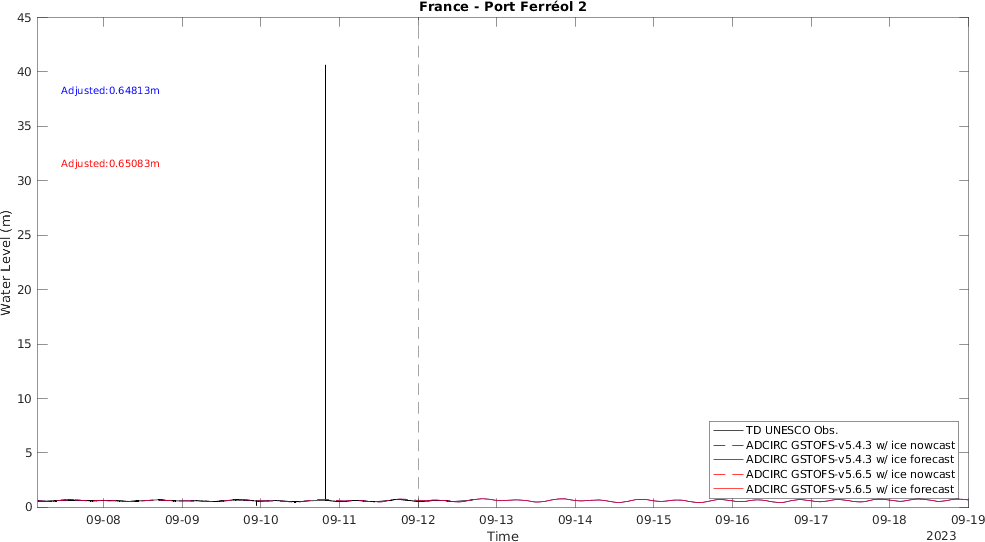 France - Port Ferréol 2
45
40
35
30
25
20
15
10
5
0
Water Level (m)
Adjusted:0.64813m
Adjusted:0.65083m
TD UNESCO Obs.
ADCIRC GSTOFS-v5.4.3 w/ ice nowcast
ADCIRC GSTOFS-v5.4.3 w/ ice forecast
ADCIRC GSTOFS-v5.6.5 w/ ice nowcast
ADCIRC GSTOFS-v5.6.5 w/ ice forecast
09-08 09-09 09-10 09-11 09-12 09-13 09-14 09-15 09-16 09-17 09-18 09-19
Time
2023